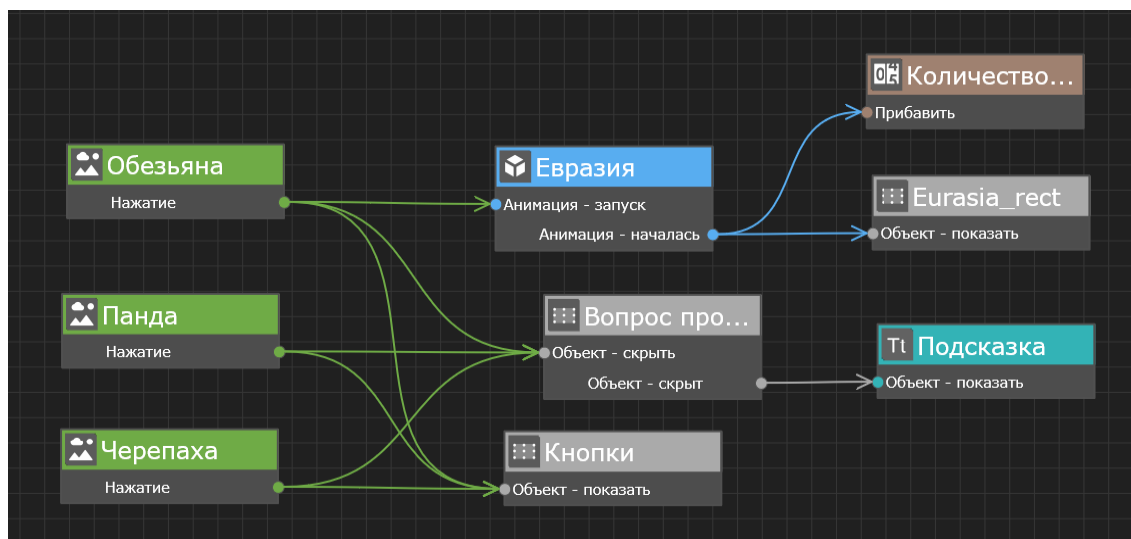 Количество...
Прибавить
Обезьяна
Нажатие
Евразия
Анимация - запуск
Анимация - началась
Eurasia_rect
Объект - показать
Панда
Нажатие
Вопрос про...
Объект - скрыть
Объект - скрыт
Tt Подсказка
Объект - показать
Черепаха
Нажатие
Кнопки
Объект - показать